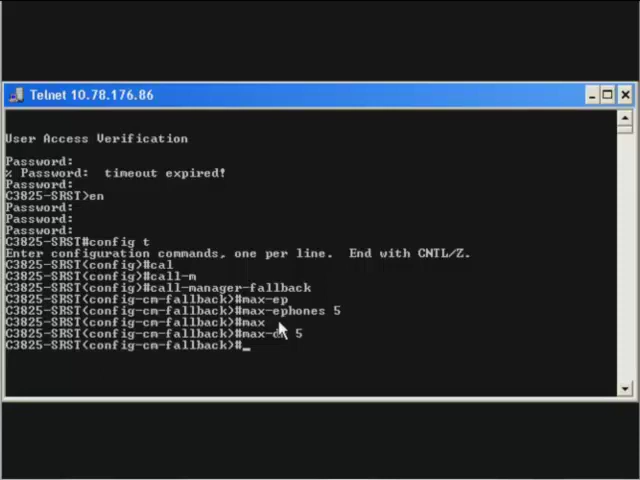 Telnet 10.78.176.86
User Access Verification
Password:
% Password:  timeout expired!
Password:
C3825-SRST>en
Password:
Password:
Password:
C3825-SRST#config t
Enter configuration commands, one per line.  End with CNTL/Z.
C3825-SRST(config)#cal
C3825-SRST(config)#call-m
C3825-SRST(config)#call-manager-fallback
C3825-SRST(config-cm-fallback)#max-ep
C3825-SRST(config-cm-fallback)#max-ephones 5
C3825-SRST(config-cm-fallback)#max
C3825-SRST(config-cm-fallback)#max-dn 5
C3825-SRST(config-cm-fallback)#_